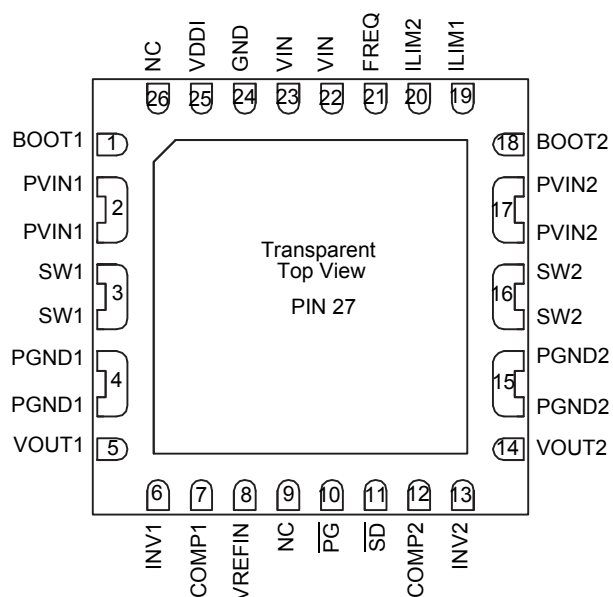 NC
VDDI
GND
VIN
VIN
FREQ
ILIM2
ILIM1
26
25
24
23
22
21
20
19
BOOT1
1
18
BOOT2
PVIN1
PVIN2
2
17
PVIN1
PVIN2
SW1
SW2
3
16
SW1
SW2
PGND1
PGND2
4
15
PGND1
PGND2
VOUT1
5
14
VOUT2
Transparent
Top View
PIN 27
6
7
8
9
10
11
12
13
INV1
COMP1
VREFIN
NC
PG
SD
COMP2
INV2